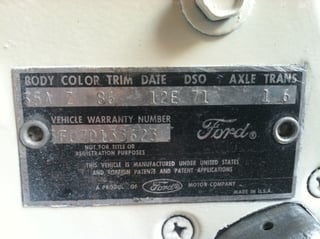 BODY COLOR TRIM DATE DSO AXLE TRANS.
65A Z 86 12E 71 1 6
VEHICLE WARRANTY NUMBER
Ford®
NOT FOR TITLE OR
REGISTRATION PURPOSES
THIS VEHICLE IS MANUFACTURED UNDER UNITED STATES
AND FOREIGN PATENTS AND PATENT APPLICATIONS
A PRODUCT OF Ford MOTOR COMPANY
MADE IN U.S.A.